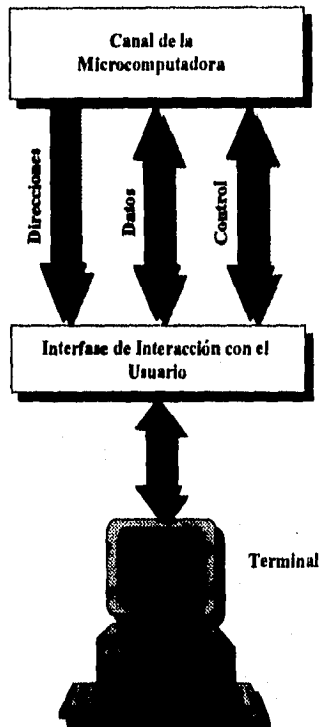 Canal de la
Microcomputadora
Direcciones
Datos
Control
Interfase de Interacción con el
Usuario
Terminal